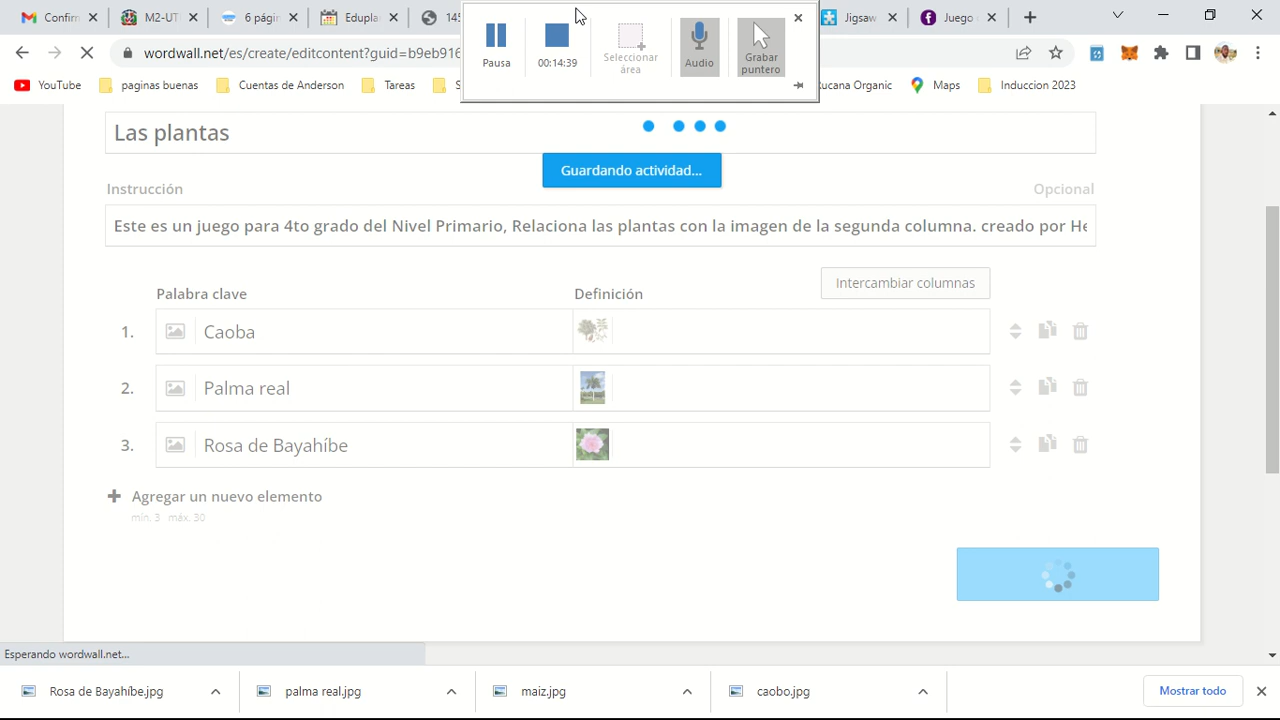 Confirm
M2-UT
6 págin
Eduplar
145
Jigsaw
Juego d
Pausa
00:14:39
Seleccionar área
Audio
Grabar puntero
wordwall.net/es/create/editcontent?guid=b9eb916
YouTube
paginas buenas
Cuentas de Anderson
Tareas
S
ucana Organic
Maps
Induccion 2023
Las plantas
Guardando actividad...
Instrucción
Opcional
Este es un juego para 4to grado del Nivel Primario, Relaciona las plantas con la imagen de la segunda columna. creado por He
Palabra clave
Definición
Intercambiar columnas
1. Caoba
2. Palma real
3. Rosa de Bayahíbe
Agregar un nuevo elemento
mín. 3 máx. 30
Esperando wordwall.net...
Rosa de Bayahíbe.jpg
palma real.jpg
maiz.jpg
caobo.jpg
Mostrar todo